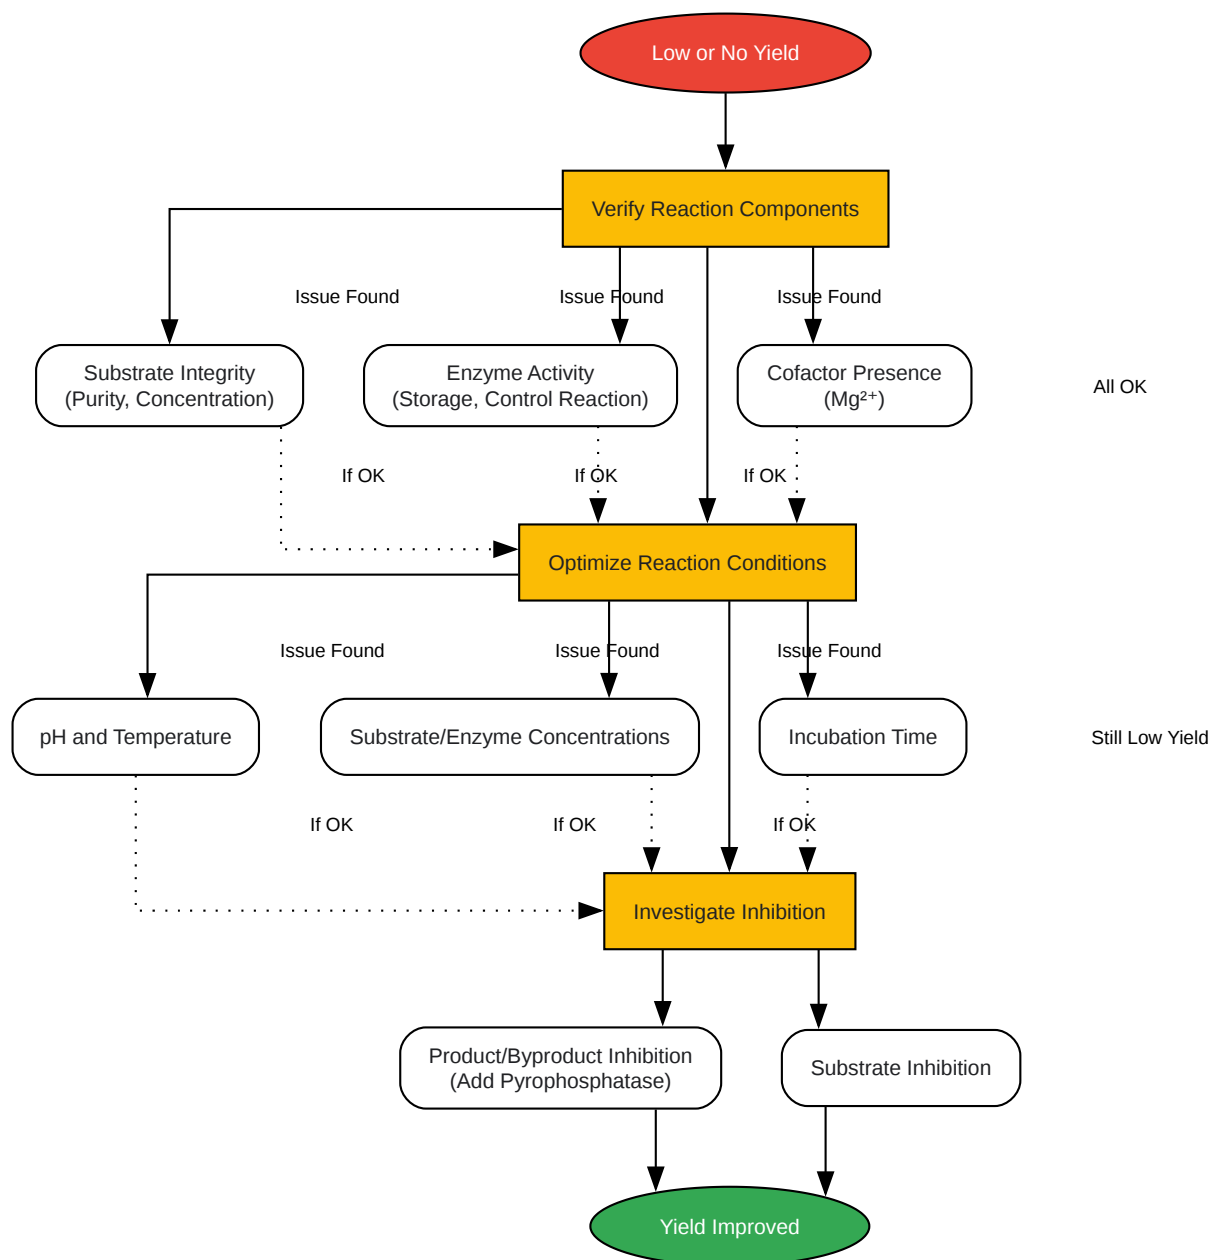 Low or No Yield
Verify Reaction Components
Issue Found
Issue Found
Issue Found
Substrate Integrity
(Purity, Concentration)
Enzyme Activity
(Storage, Control Reaction)
Cofactor Presence
(Mg²⁺)
All OK
If OK
If OK
If OK
Optimize Reaction Conditions
Issue Found
Issue Found
Issue Found
pH and Temperature
Substrate/Enzyme Concentrations
Incubation Time
Still Low Yield
If OK
If OK
If OK
Investigate Inhibition
Product/Byproduct Inhibition
(Add Pyrophosphatase)
Substrate Inhibition
Yield Improved